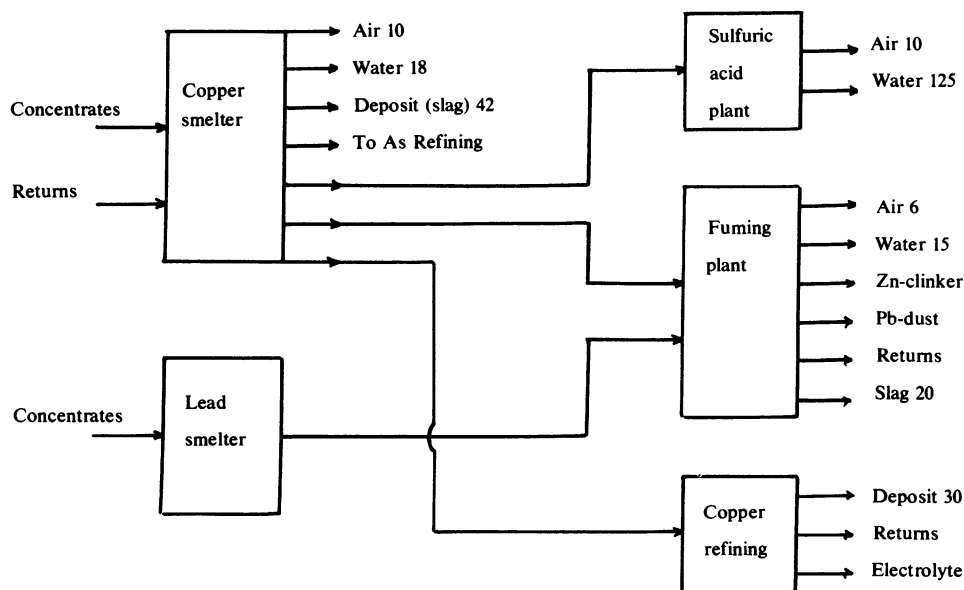 Air 10
Water 18
Deposit (slag) 42
To As Refining
Copper
smelter
Concentrates
Returns
Sulfuric
acid
plant
Air 10
Water 125
Fuming
plant
Air 6
Water 15
Zn-clinker
Pb-dust
Returns
Slag 20
Concentrates
Lead
smelter
Copper
refining
Deposit 30
Returns
Electrolyte